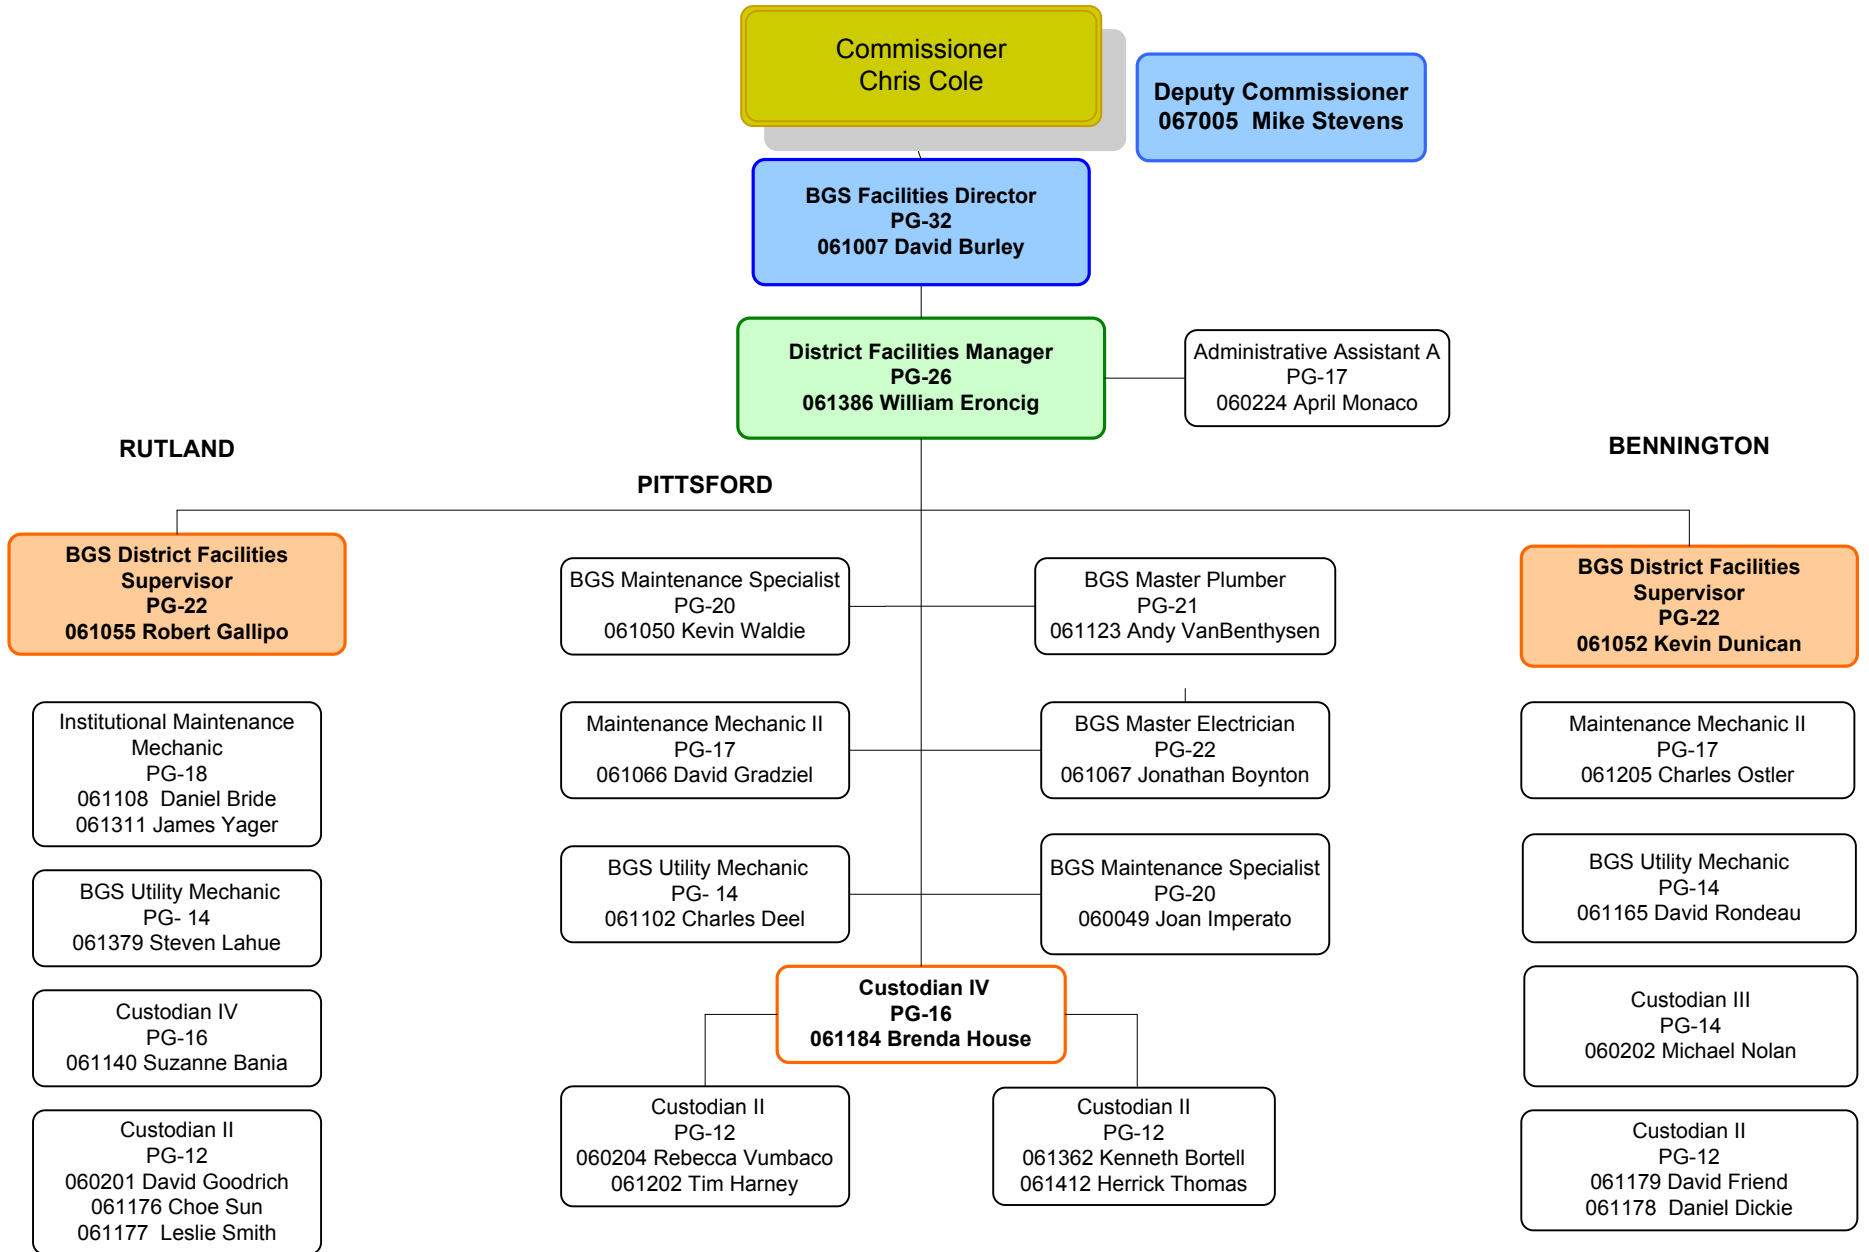 Commissioner
Chris Cole
Deputy Commissioner
067005  Mike Stevens
BGS Facilities Director
PG-32
061007 David Burley
District Facilities Manager
PG-26
061386 William Eroncig
Administrative Assistant A
PG-17
060224 April Monaco
RUTLAND
PITTSFORD
BENNINGTON
BGS District Facilities
Supervisor
PG-22
061055 Robert Gallipo
Institutional Maintenance
Mechanic
PG-18
061108  Daniel Bride
061311 James Yager
BGS Utility Mechanic
PG- 14
061379 Steven Lahue
Custodian IV
PG-16
061140 Suzanne Bania
Custodian II
PG-12
060201 David Goodrich
061176 Choe Sun
061177  Leslie Smith
BGS Maintenance Specialist
PG-20
061050 Kevin Waldie
BGS Master Plumber
PG-21
061123 Andy VanBenthysen
Maintenance Mechanic II
PG-17
061066 David Gradziel
BGS Master Electrician
PG-22
061067 Jonathan Boynton
BGS Utility Mechanic
PG- 14
061102 Charles Deel
BGS Maintenance Specialist
PG-20
060049 Joan Imperato
Custodian IV
PG-16
061184 Brenda House
Custodian II
PG-12
060204 Rebecca Vumbaco
061202 Tim Harney
Custodian II
PG-12
061362 Kenneth Bortell
061412 Herrick Thomas
BGS District Facilities
Supervisor
PG-22
061052 Kevin Dunican
Maintenance Mechanic II
PG-17
061205 Charles Ostler
BGS Utility Mechanic
PG-14
061165 David Rondeau
Custodian III
PG-14
060202 Michael Nolan
Custodian II
PG-12
061179 David Friend
061178  Daniel Dickie